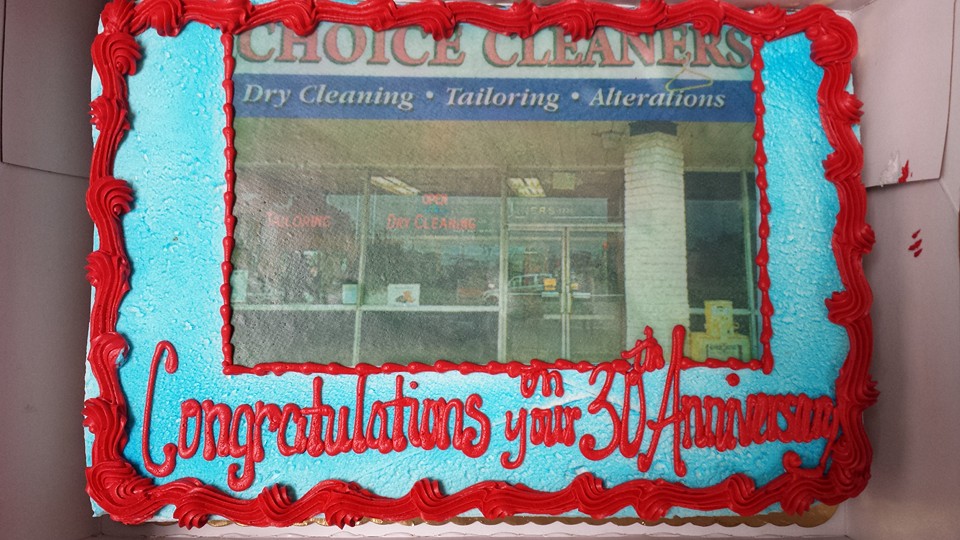 CHOICE CLEANERS
Dry Cleaning • Tailoring • Alterations
OPEN
TAILORING
DRY CLEANING
Congratulations on your 30th Anniversary